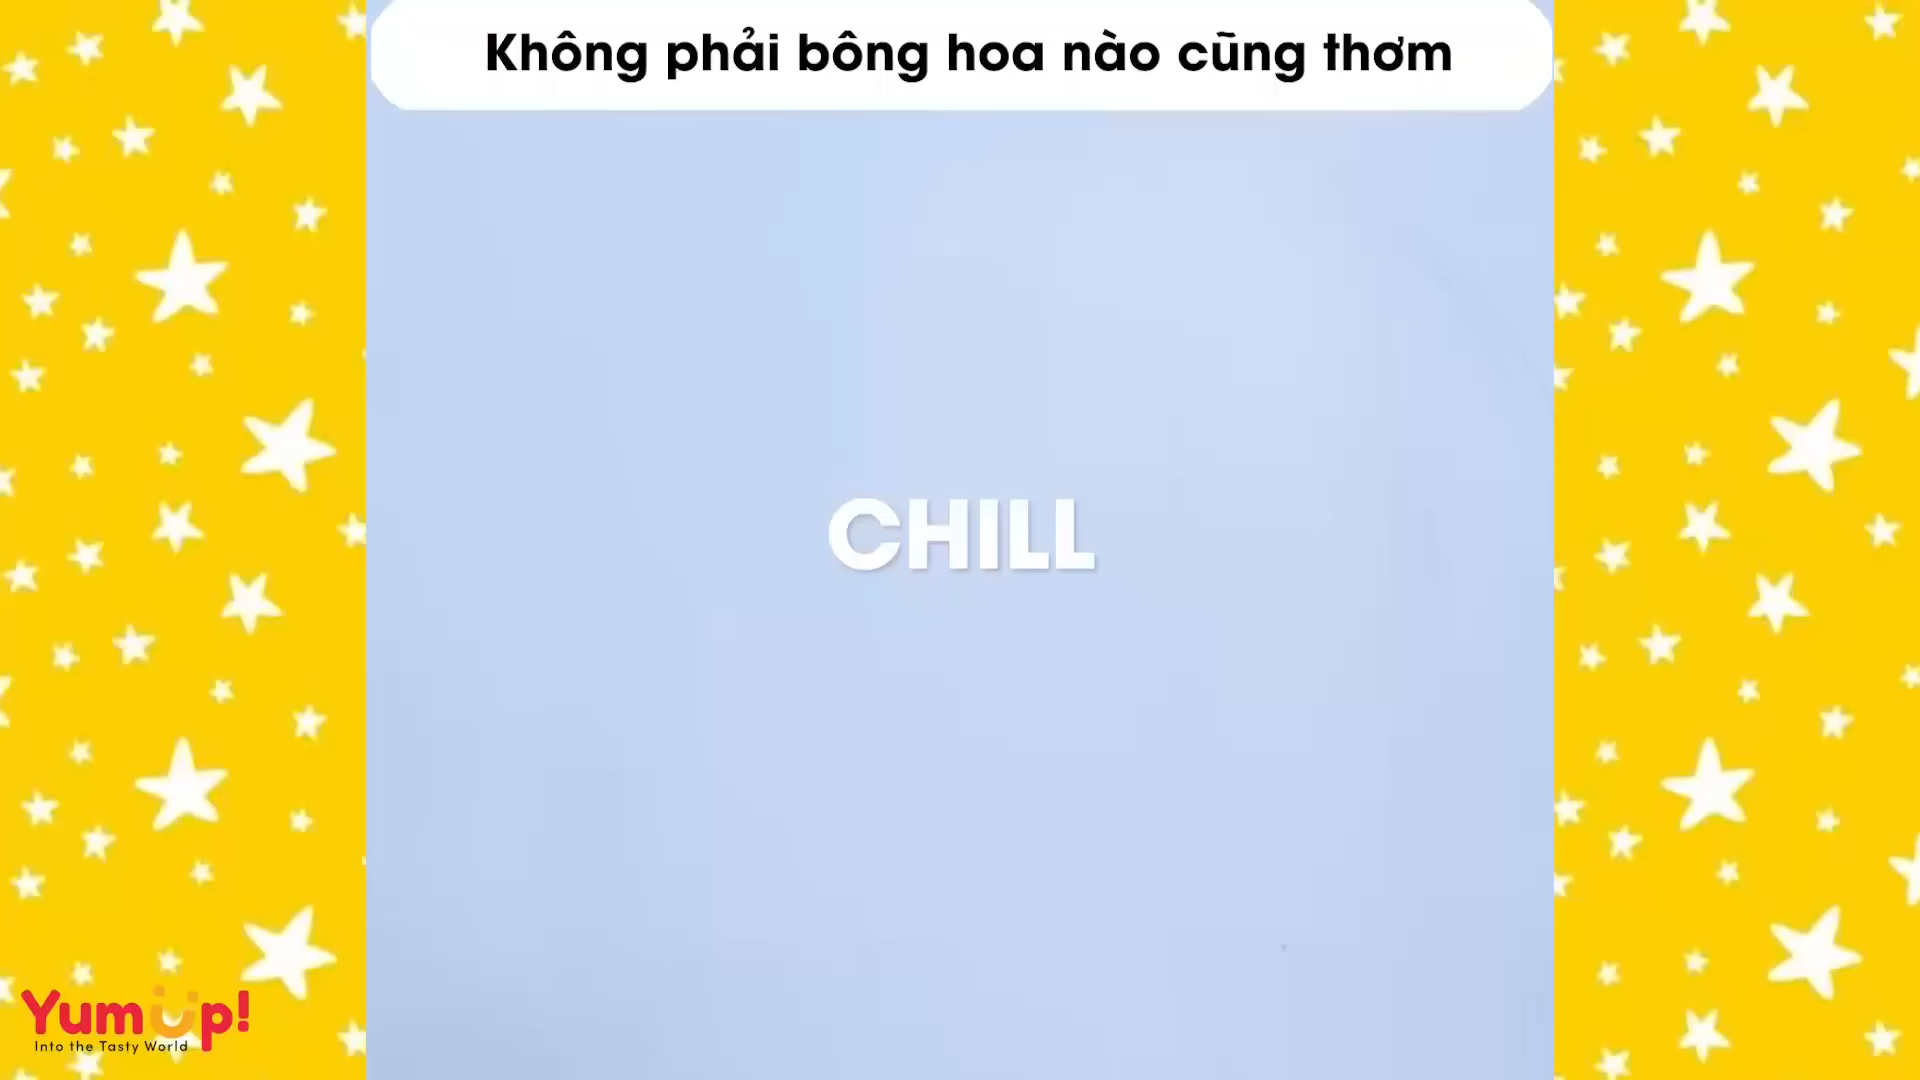 Không phải bông hoa nào cũng thơm
CHILL
YumUp!
Into the Tasty World